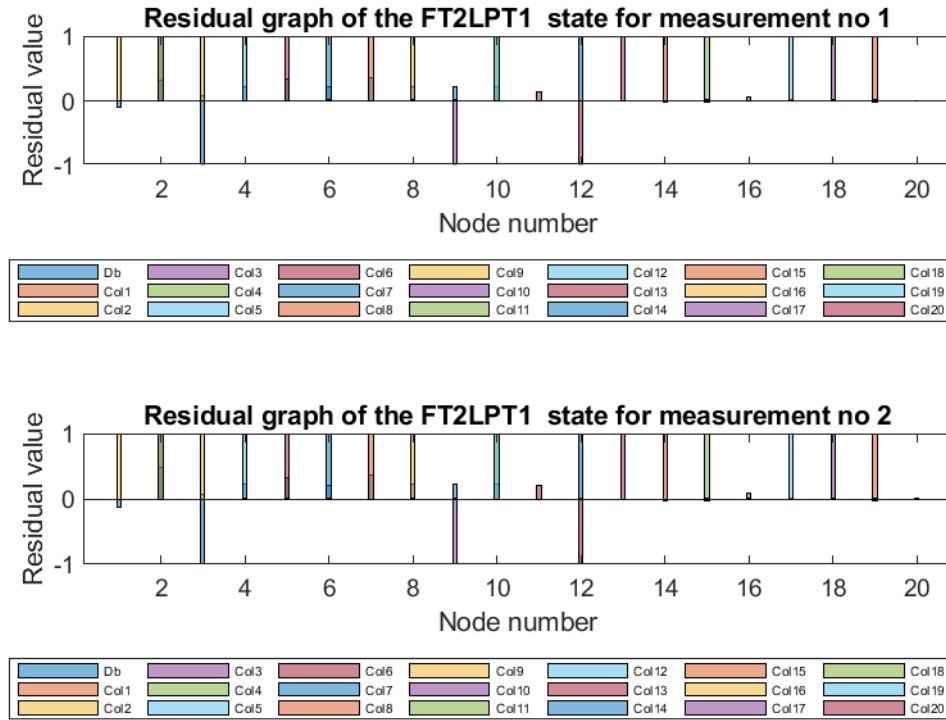 Residual graph of the FT2LPT1 state for measurement no 1
Residual value
1
0
-1
2 4 6 8 10 12 14 16 18 20
Node number
Db Col3 Col6 Col9 Col12 Col15 Col18
Col1 Col4 Col7 Col10 Col13 Col16 Col19
Col2 Col5 Col8 Col11 Col14 Col17 Col20
Residual graph of the FT2LPT1 state for measurement no 2
Residual value
1
0
-1
2 4 6 8 10 12 14 16 18 20
Node number
Db Col3 Col6 Col9 Col12 Col15 Col18
Col1 Col4 Col7 Col10 Col13 Col16 Col19
Col2 Col5 Col8 Col11 Col14 Col17 Col20